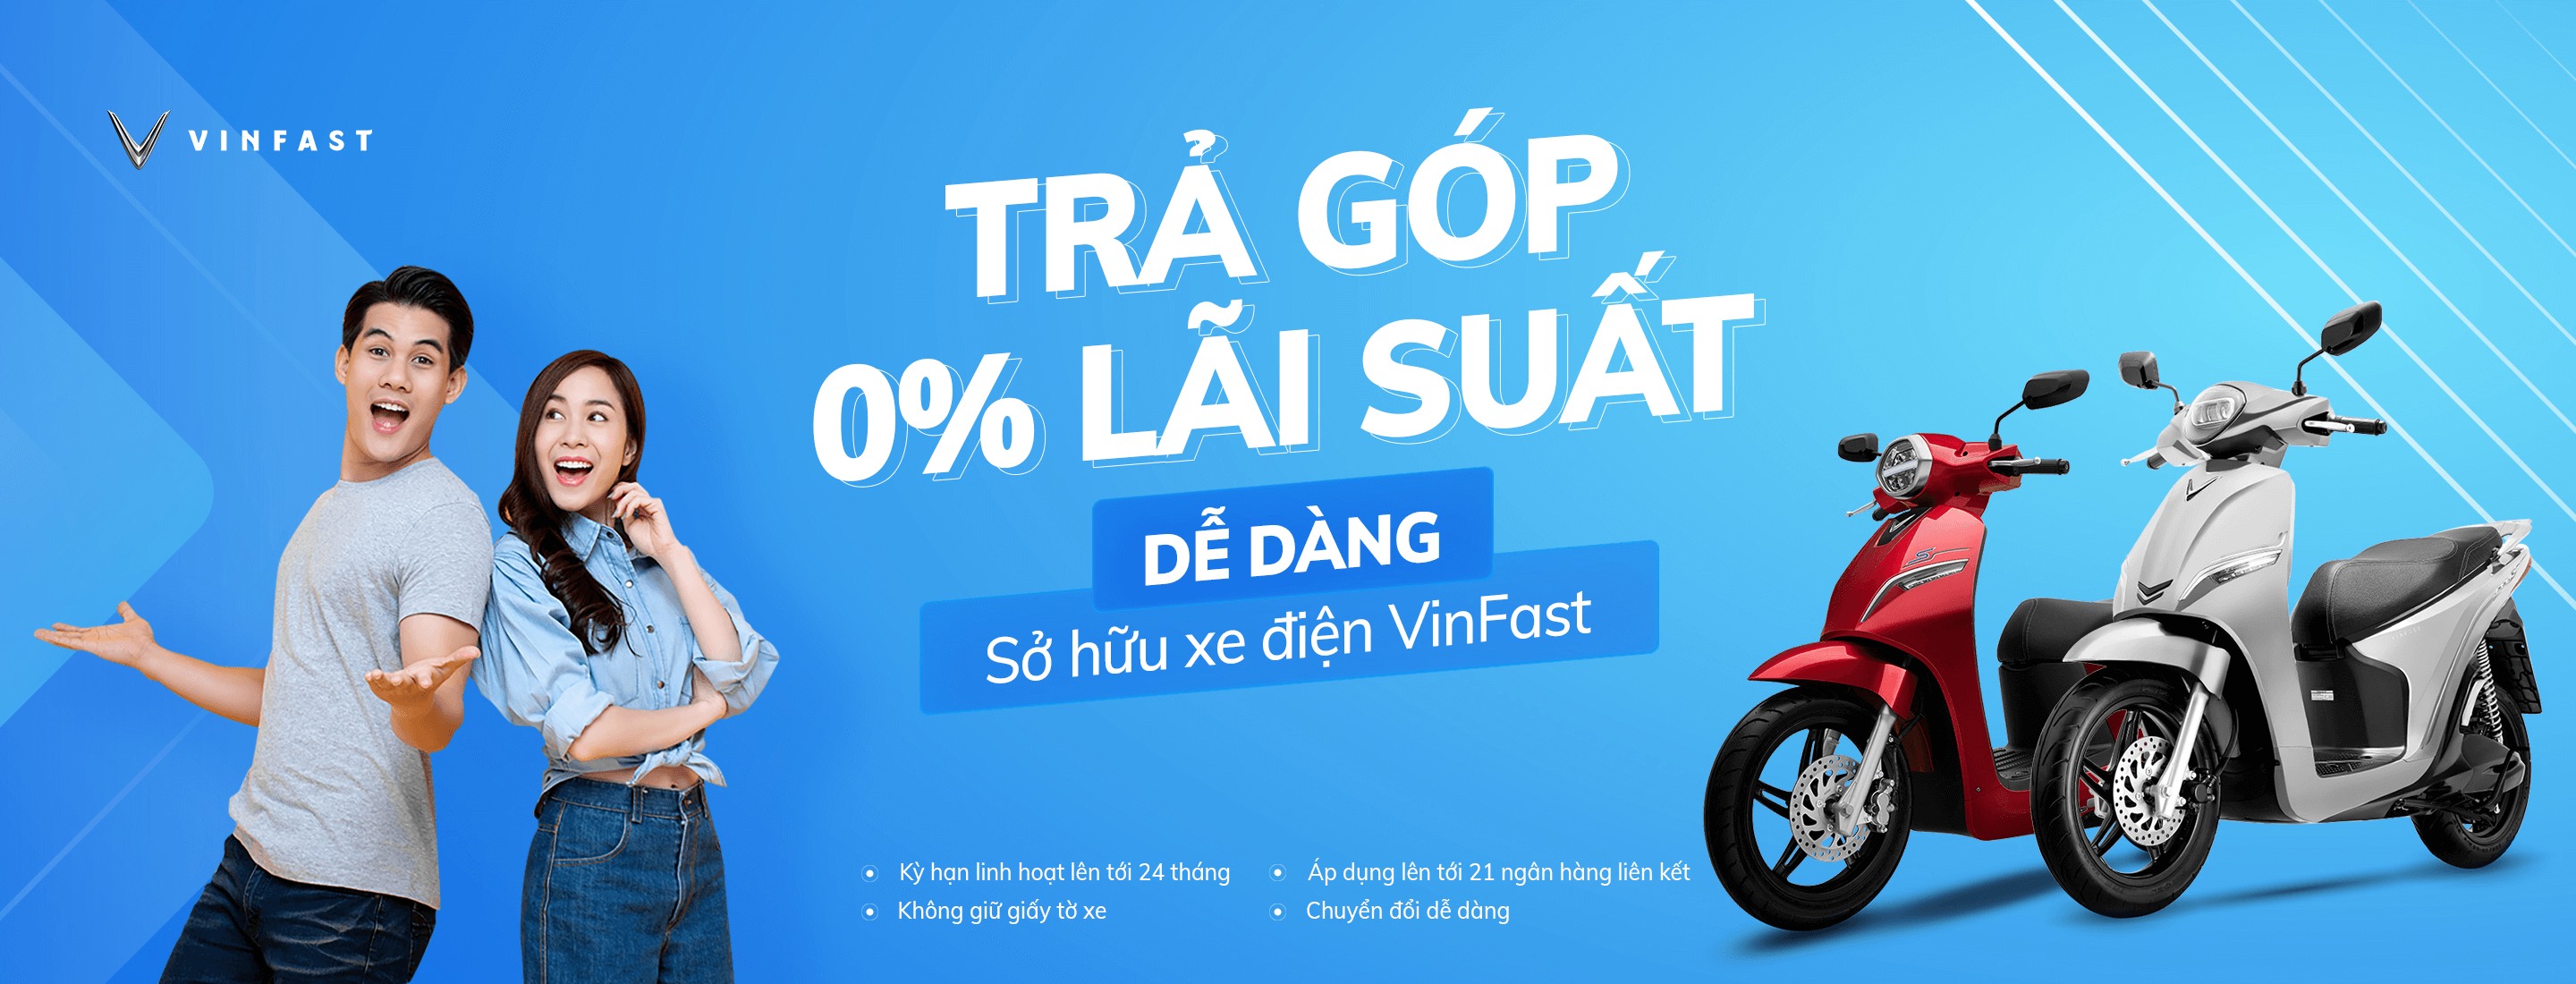 VINFAST
TRẢ GÓP
0% LÃI SUẤT
DỄ DÀNG
Sở hữu xe điện VinFast
Kỳ hạn linh hoạt lên tới 24 tháng
Áp dụng lên tới 21 ngân hàng liên kết
Không giữ giấy tờ xe
Chuyển đổi dễ dàng